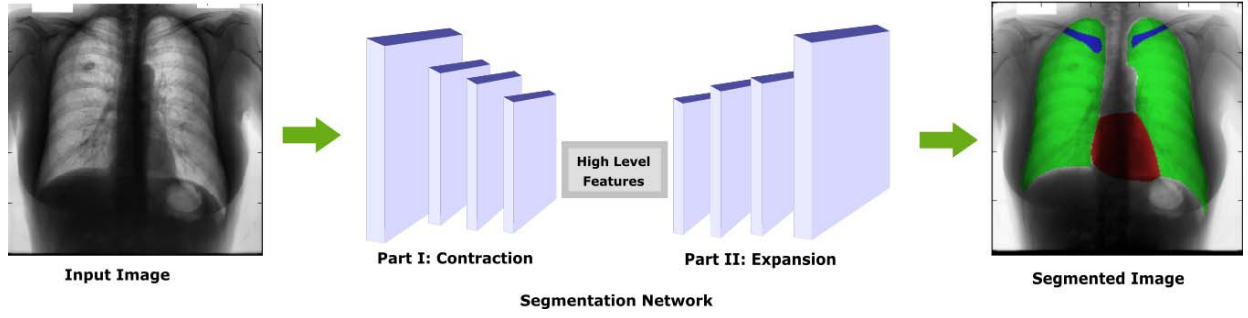 High Level
Features
Input Image
Part I: Contraction
Part II: Expansion
Segmented Image
Segmentation Network